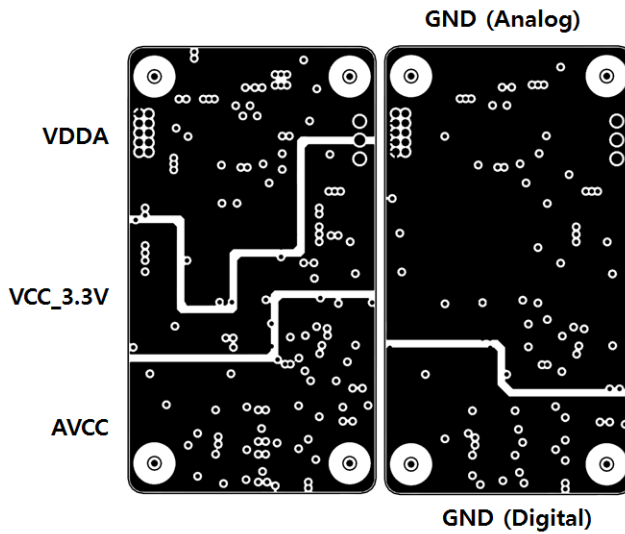 GND (Analog)
VDDA
VCC_3.3V
AVCC
GND (Digital)